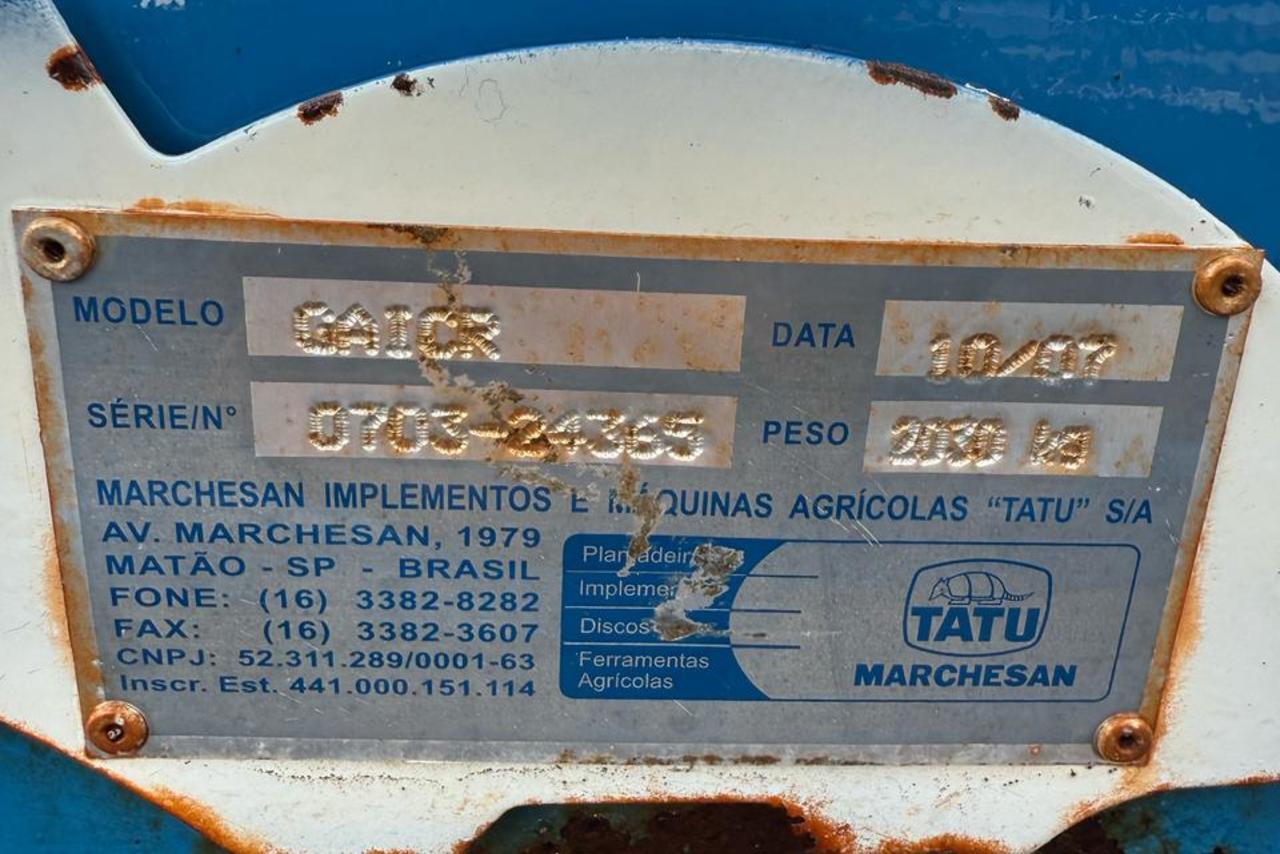 MODELO GAICR DATA 10/07
SÉRIE/N° 0703-24365 PESO 2030 kg
MARCHESAN IMPLEMENTOS E MÁQUINAS AGRÍCOLAS “TATU” S/A
AV. MARCHESAN, 1979
MATÃO - SP - BRASIL
FONE: (16) 3382-8282
FAX: (16) 3382-3607
CNPJ: 52.311.289/0001-63
Inscr. Est. 441.000.151.114
Discos
Ferramentas
Agrícolas
TATU
MARCHESAN